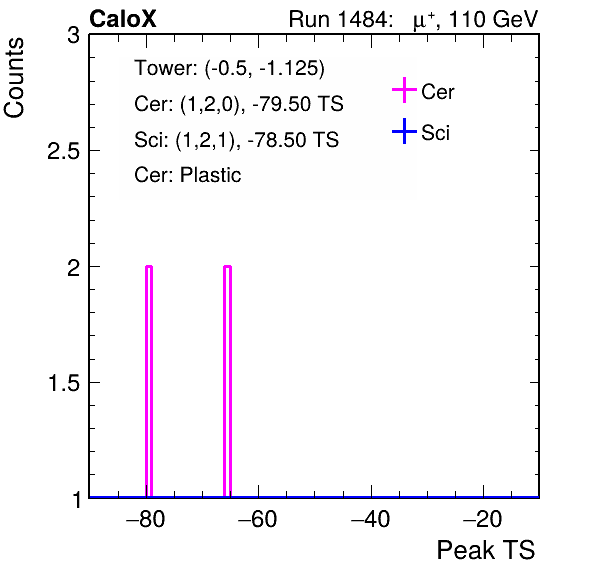 CaloX Run 1484: μ⁺, 110 GeV
Counts
3
2.5
2
1.5
1
Tower: (-0.5, -1.125)
Cer: (1,2,0), -79.50 TS
Sci: (1,2,1), -78.50 TS
Cer: Plastic
Cer
Sci
−80 −60 −40 −20
Peak TS